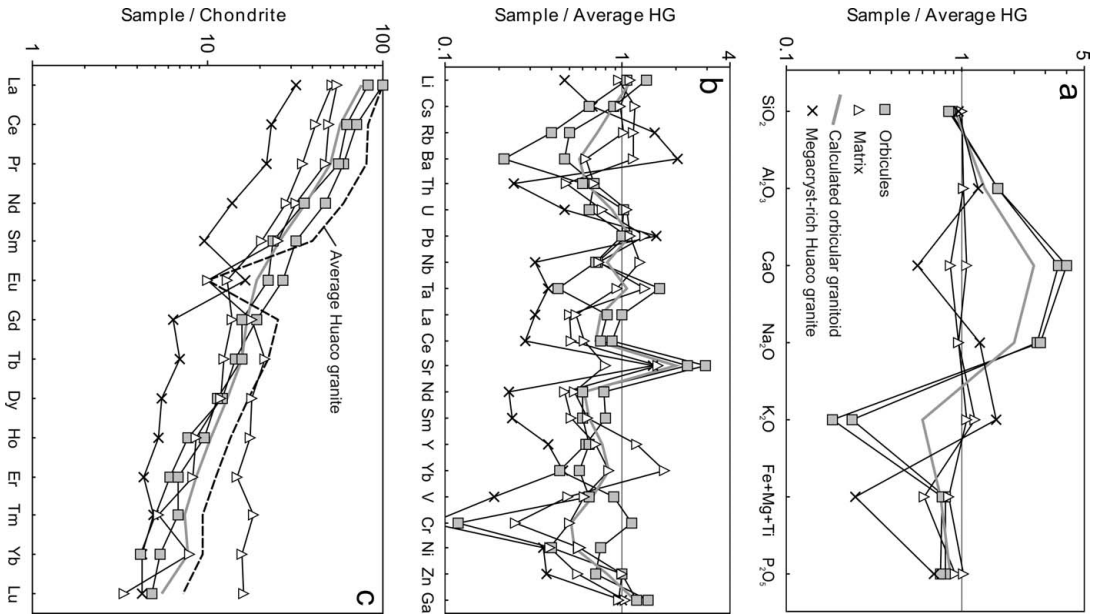 Sample / Average HG
0.1
1
5
a
SiO₂
Al₂O₃
CaO
Na₂O
K₂O
Fe+Mg+Ti
P₂O₅
Orbicules
Matrix
Calculated orbicular granitoid
Megacryst-rich Huaco granite
Sample / Average HG
0.1
1
4
b
Li
Cs
Rb
Ba
Th
U
Pb
Nb
Ta
La
Ce
Sr
Nd
Sm
Y
Yb
V
Cr
Ni
Zn
Ga
Sample / Chondrite
1
10
100
La
Ce
Pr
Nd
Sm
Eu
Gd
Tb
Dy
Ho
Er
Tm
Yb
Lu
Average Huaco granite
c